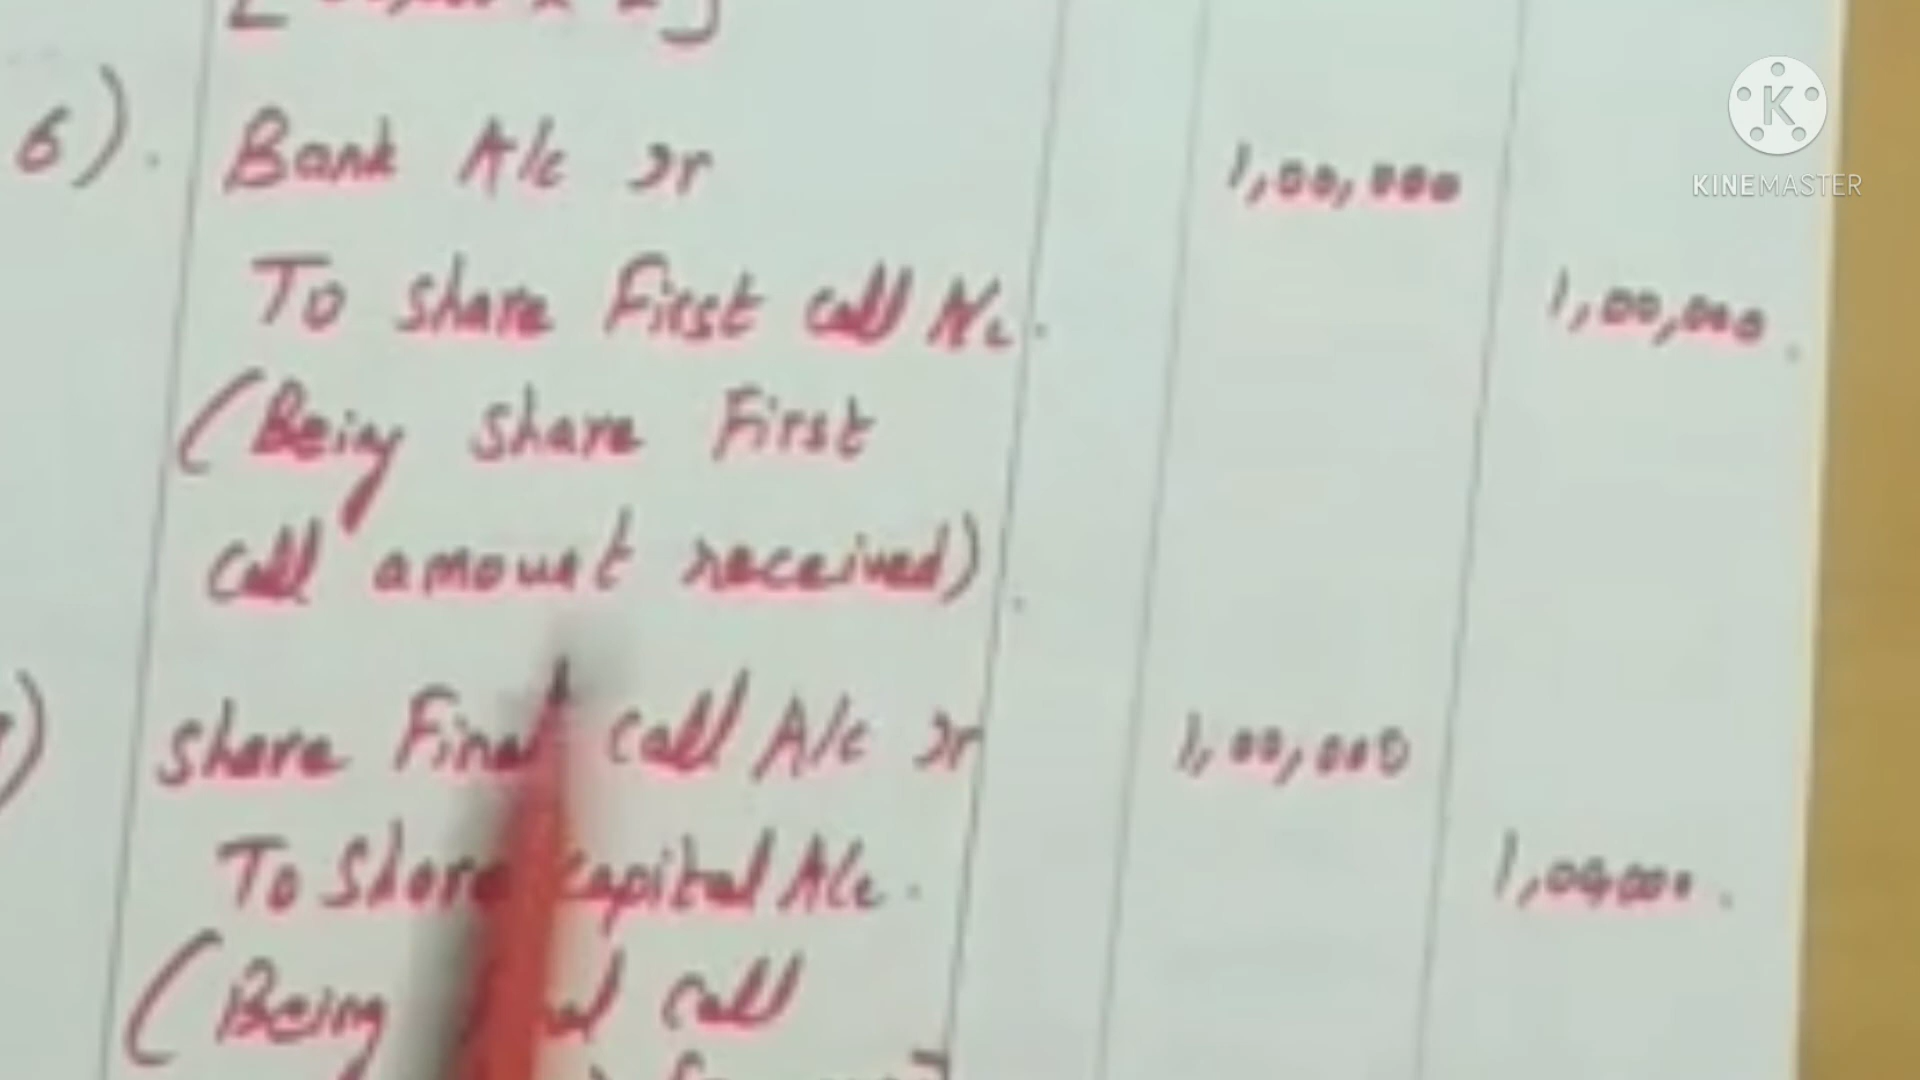 6).
Bank A/c Dr 1,00,000
To Share First call A/c. 1,00,000.
(Being share First
call amount received).
Share Final call A/c Dr 1,00,000
To Share capital A/c. 1,00,000.
(Being call
KINEMASTER